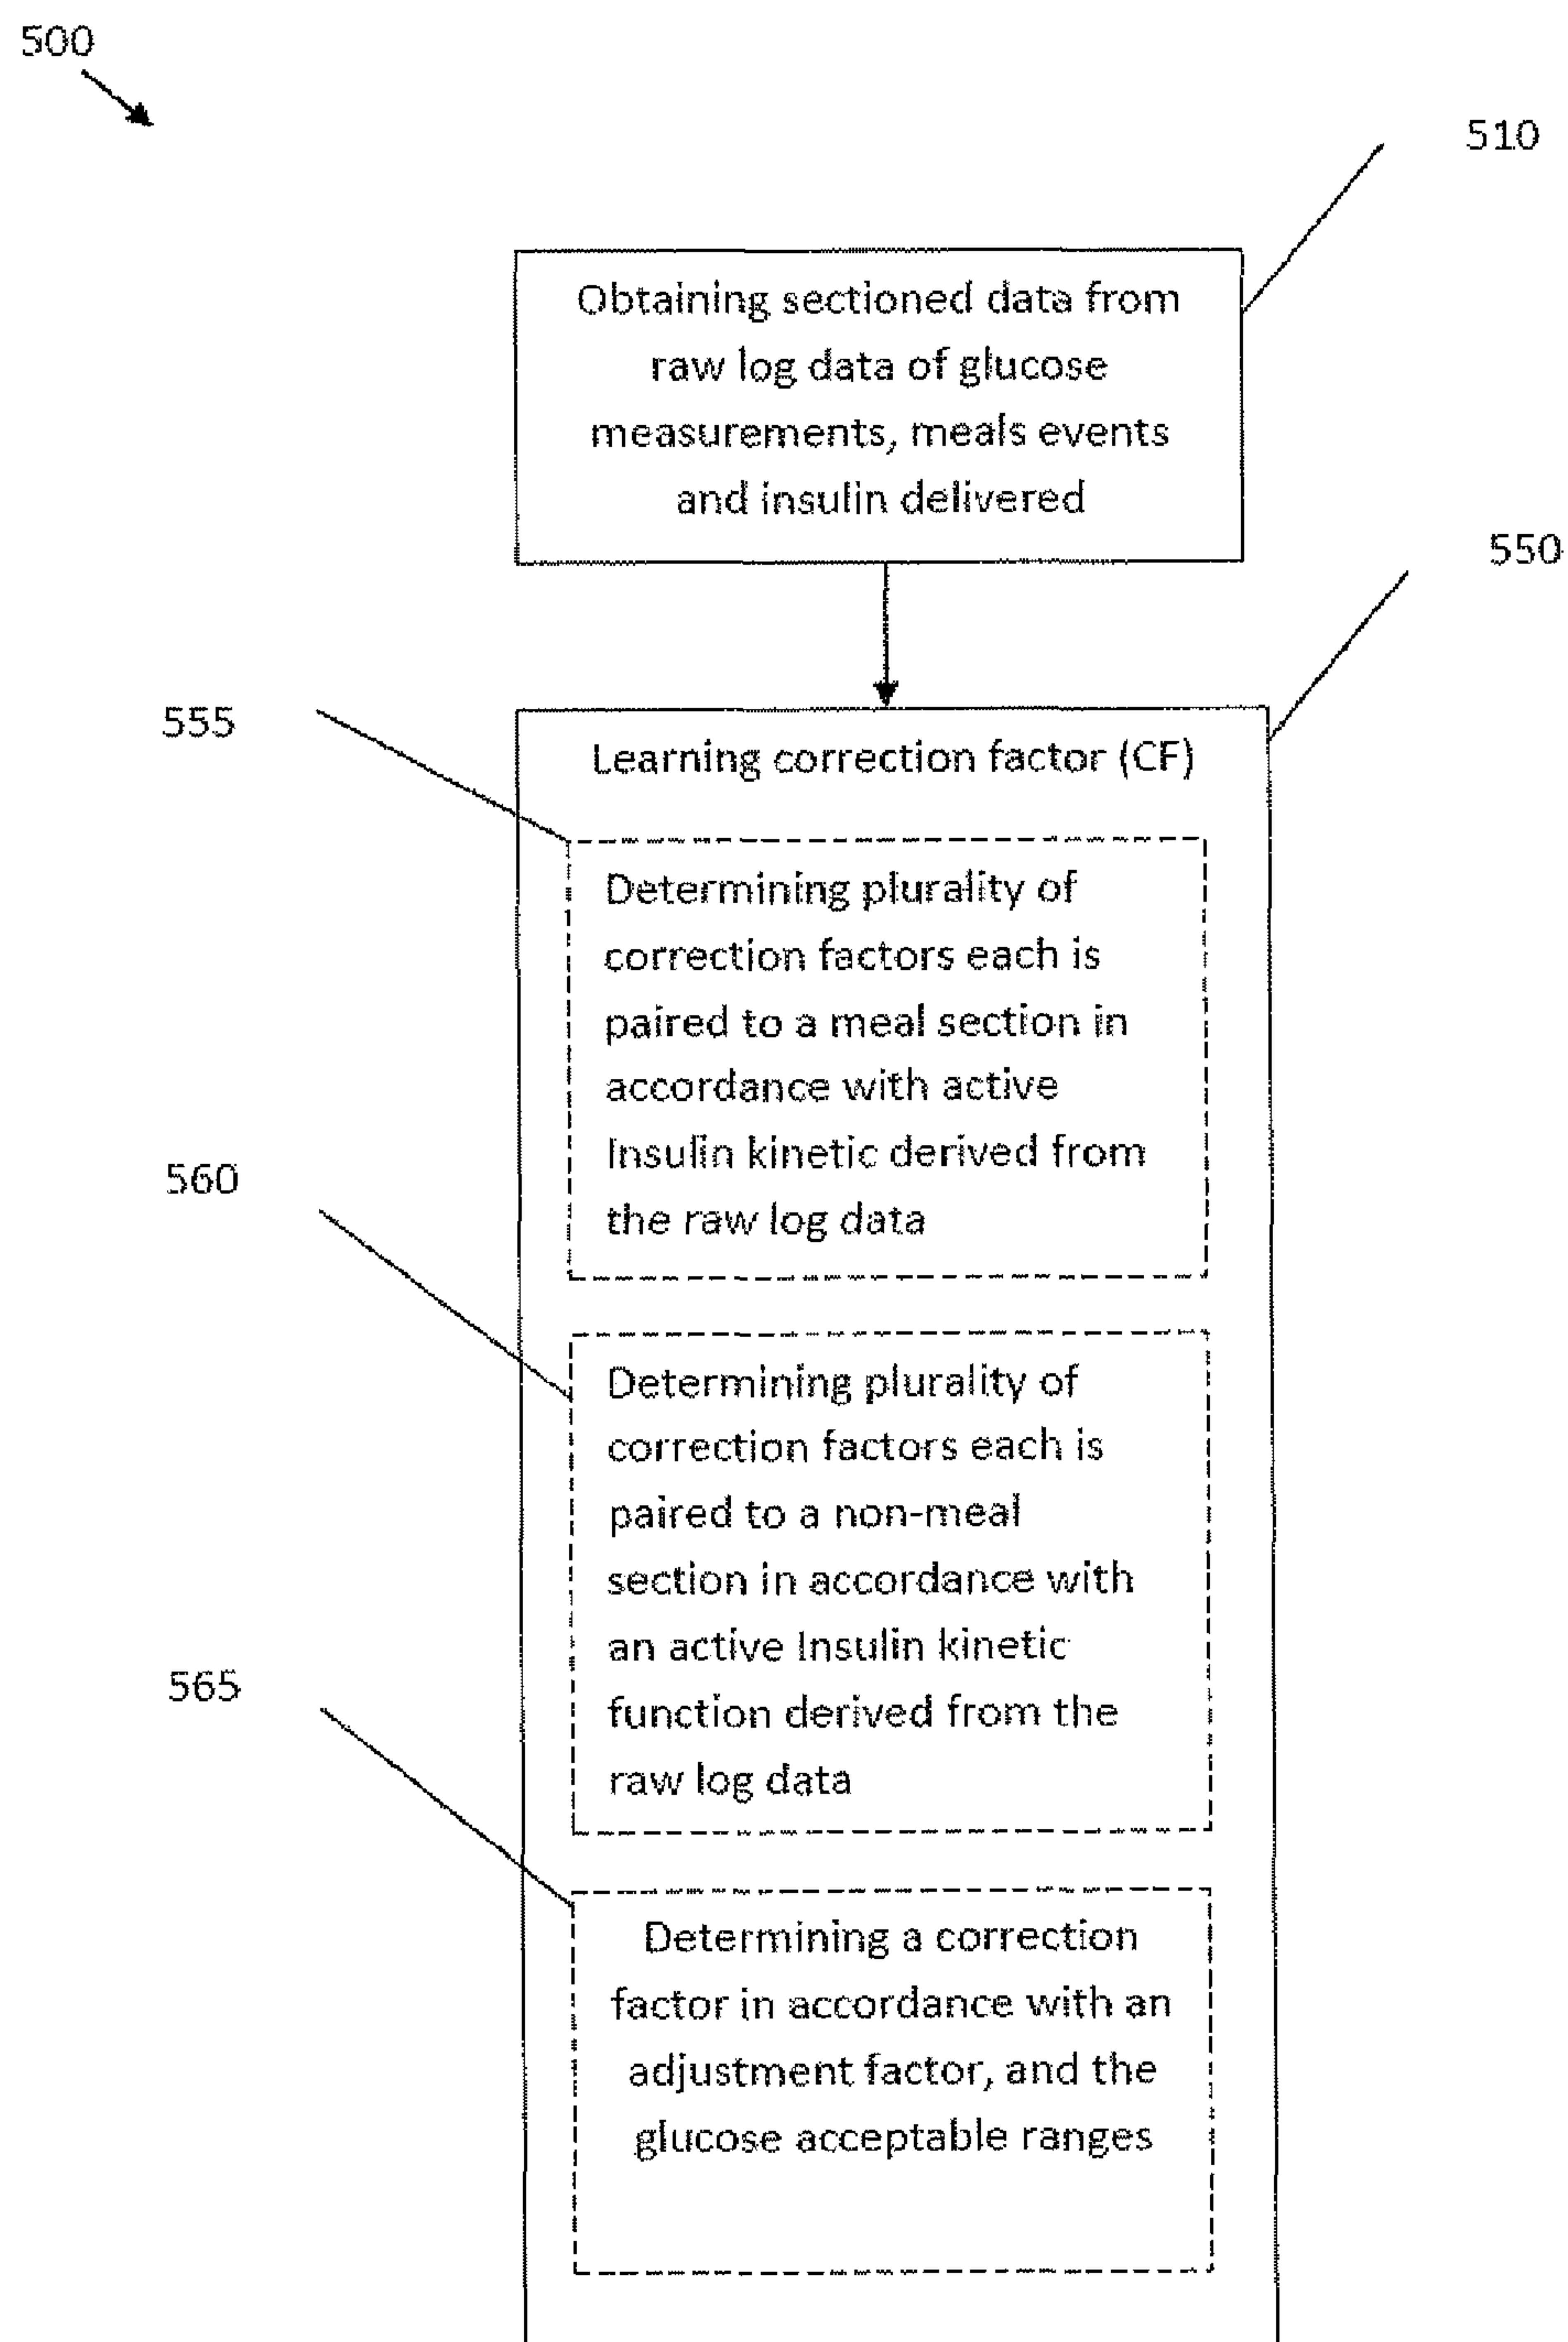 500
510
Obtaining sectioned data from
raw log data of glucose
measurements, meals events
and insulin delivered
550
555
Learning correction factor (CF)
Determining plurality of
correction factors each is
paired to a meal section in
accordance with active
Insulin kinetic derived from
the raw log data
560
Determining plurality of
correction factors each is
paired to a non-meal
section in accordance with
an active Insulin kinetic
function derived from the
raw log data
565
Determining a correction
factor in accordance with an
adjustment factor, and the
glucose acceptable ranges